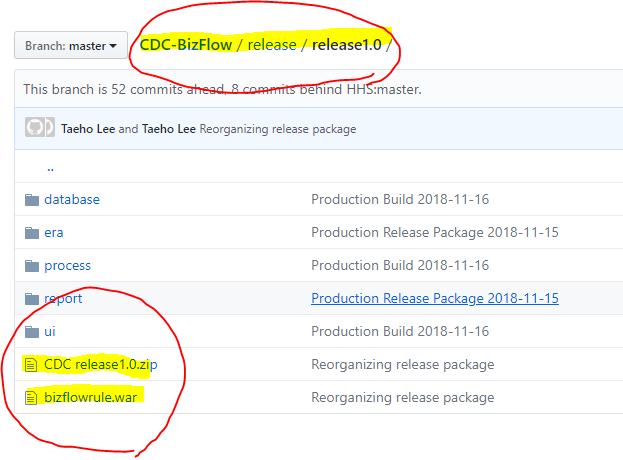 Branch: master CDC-BizFlow / release / release1.0 /
This branch is 52 commits ahead, 8 commits behind HHS:master.
Taeho Lee and Taeho Lee Reorganizing release package
..
database Production Build 2018-11-16
era Production Release Package 2018-11-15
process Production Build 2018-11-16
report Production Release Package 2018-11-15
ui Production Build 2018-11-16
CDC release1.0.zip Reorganizing release package
bizflowrule.war Reorganizing release package